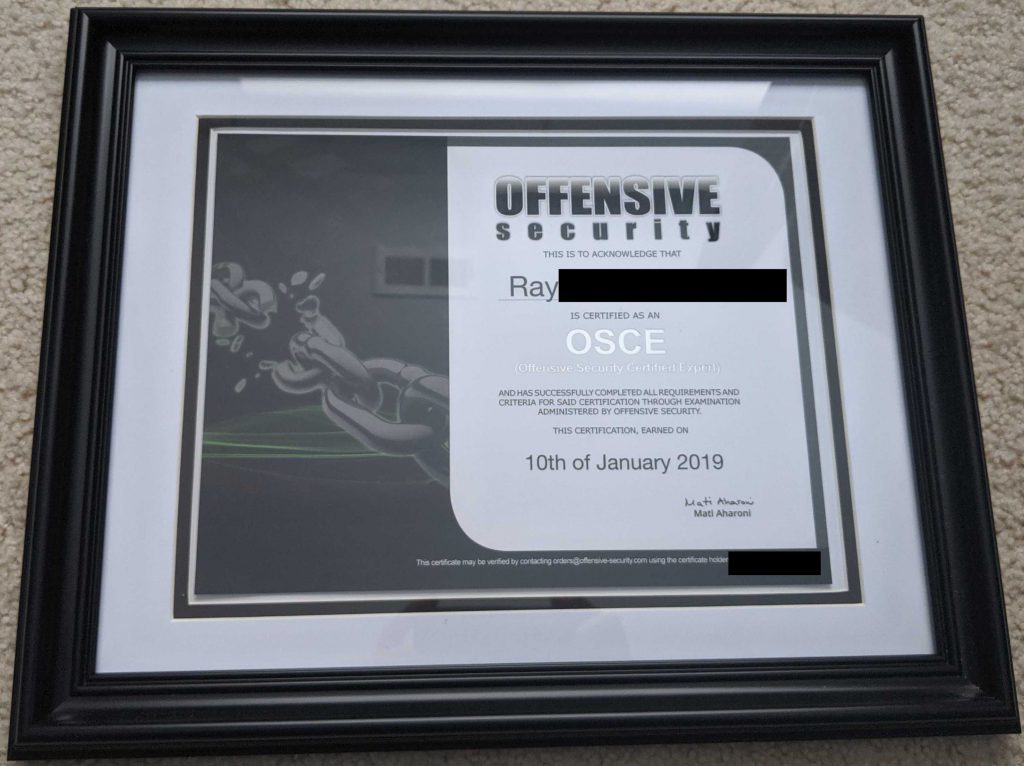 OFFENSIVE
security
THIS IS TO ACKNOWLEDGE THAT
Ray
IS CERTIFIED AS AN
OSCE
(Offensive Security Certified Expert)
AND HAS SUCCESSFULLY COMPLETED ALL REQUIREMENTS AND
CRITERIA FOR SAID CERTIFICATION THROUGH EXAMINATION
ADMINISTERED BY OFFENSIVE SECURITY.
THIS CERTIFICATION, EARNED ON
10th of January 2019
Mati Aharoni
Mati Aharoni
This certificate may be verified by contacting orders@offensive-security.com using the certificate holder